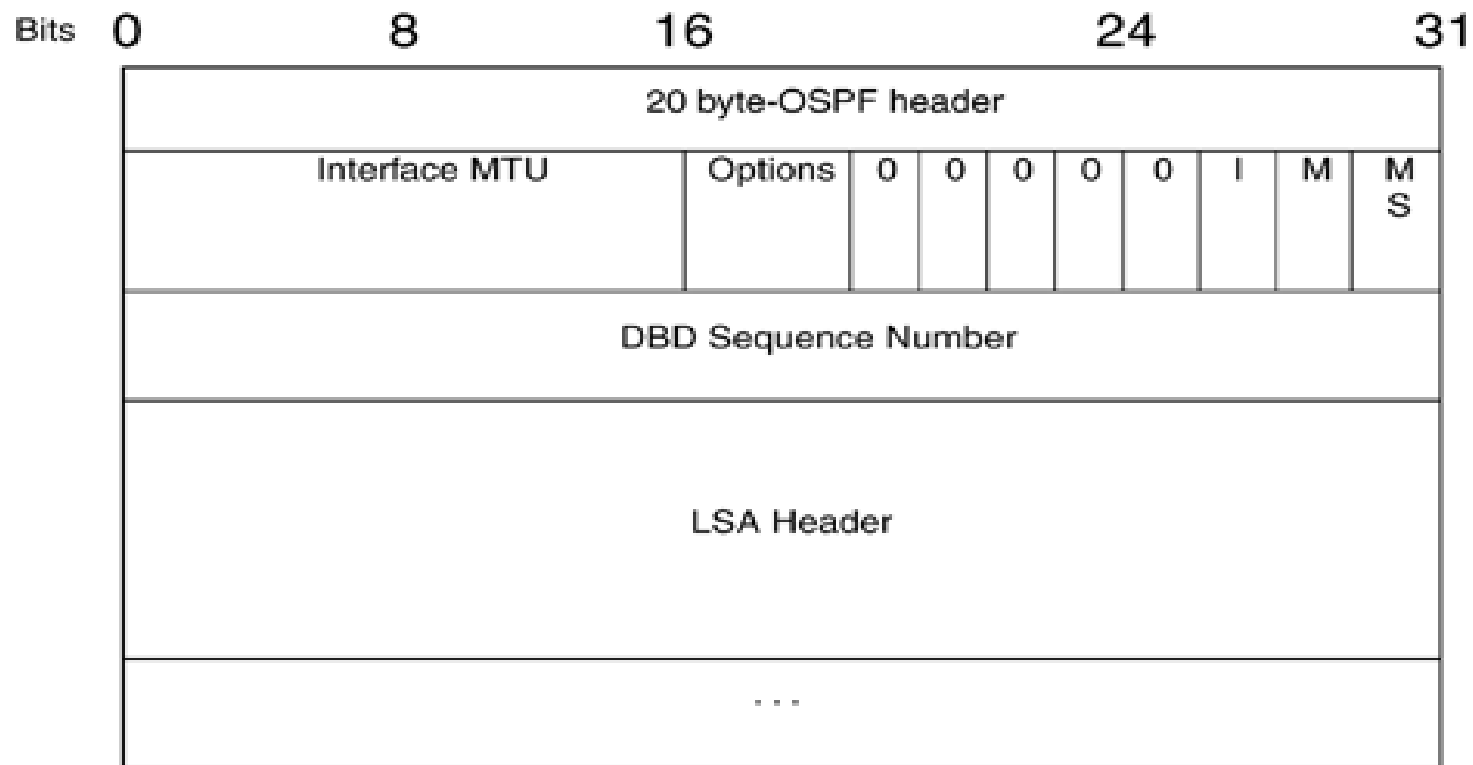 Bits 0 8 16 24 31
20 byte-OSPF header
Interface MTU Options 0 0 0 0 0 I M M
S
DBD Sequence Number
LSA Header
. . .